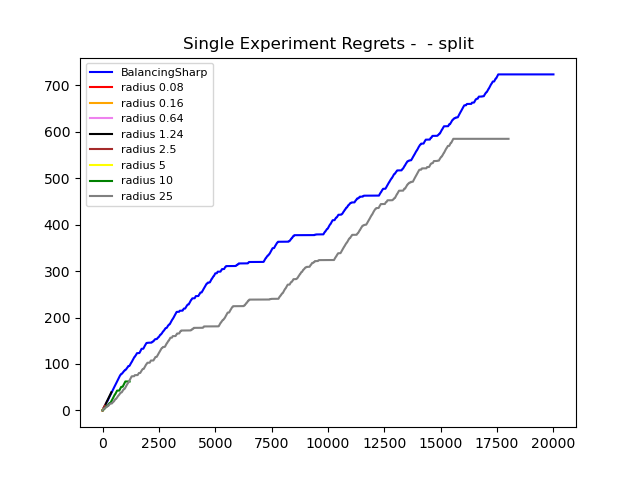 Single Experiment Regrets -  - split
BalancingSharp
radius 0.08
radius 0.16
radius 0.64
radius 1.24
radius 2.5
radius 5
radius 10
radius 25
700
600
500
400
300
200
100
0
0 2500 5000 7500 10000 12500 15000 17500 20000